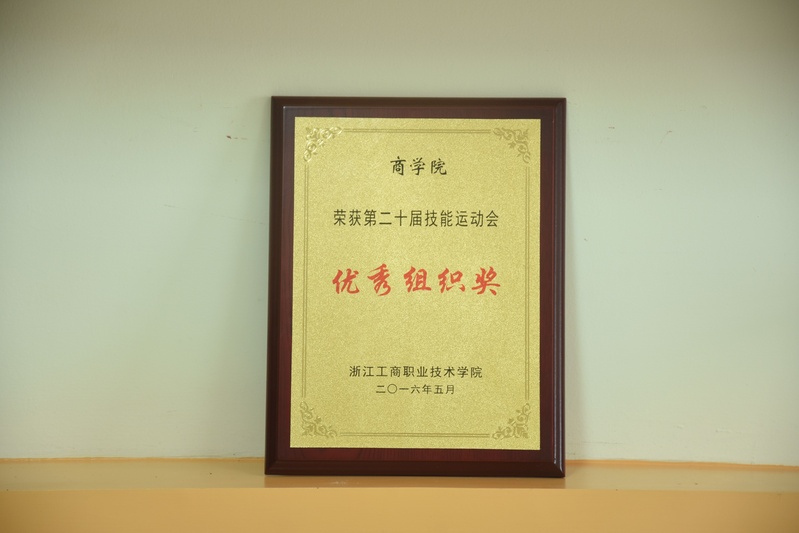 商学院
荣获第二十届技能运动会
优秀组织奖
浙江工商职业技术学院
二〇一六年五月